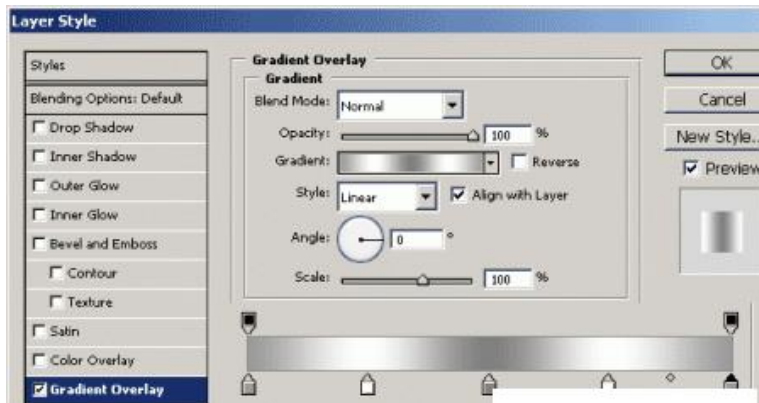 Layer Style
Styles
Blending Options: Default
Drop Shadow
Inner Shadow
Outer Glow
Inner Glow
Bevel and Emboss
Contour
Texture
Satin
Color Overlay
Gradient Overlay
Gradient Overlay
Gradient
Blend Mode: Normal
Opacity: 100 %
Gradient: Reverse
Style: Linear Align with Layer
Angle: 0 °
Scale: 100 %
OK
Cancel
New Style..
Preview